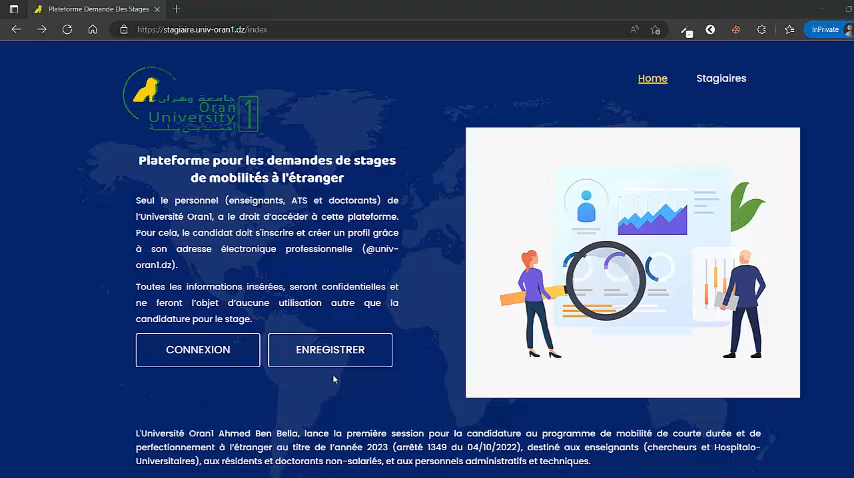 Plateforme Demande Des Stages
https://stagiaire.univ-oran1.dz/index
InPrivate
Home
Stagiaires
جامعة وهران
Oran
University
1
أحمد بن بلة
Plateforme pour les demandes de stages
de mobilités à l'étranger
Seul le personnel (enseignants, ATS et doctorants) de
l'Université Oran1, a le droit d'accéder à cette plateforme.
Pour cela, le candidat doit s'inscrire et créer un profil grâce
à son adresse électronique professionnelle (@univ-
oran1.dz).
Toutes les informations insérées, seront confidentielles et
ne feront l'objet d'aucune utilisation autre que la
candidature pour le stage.
CONNEXION
ENREGISTRER
L'Université Oran1 Ahmed Ben Bella, lance la première session pour la candidature au programme de mobilité de courte durée et de
perfectionnement à l'étranger au titre de l'année 2023 (arrêté 1349 du 04/10/2022), destiné aux enseignants (chercheurs et Hospitalo-
Universitaires), aux résidents et doctorants non-salariés, et aux personnels administratifs et techniques.